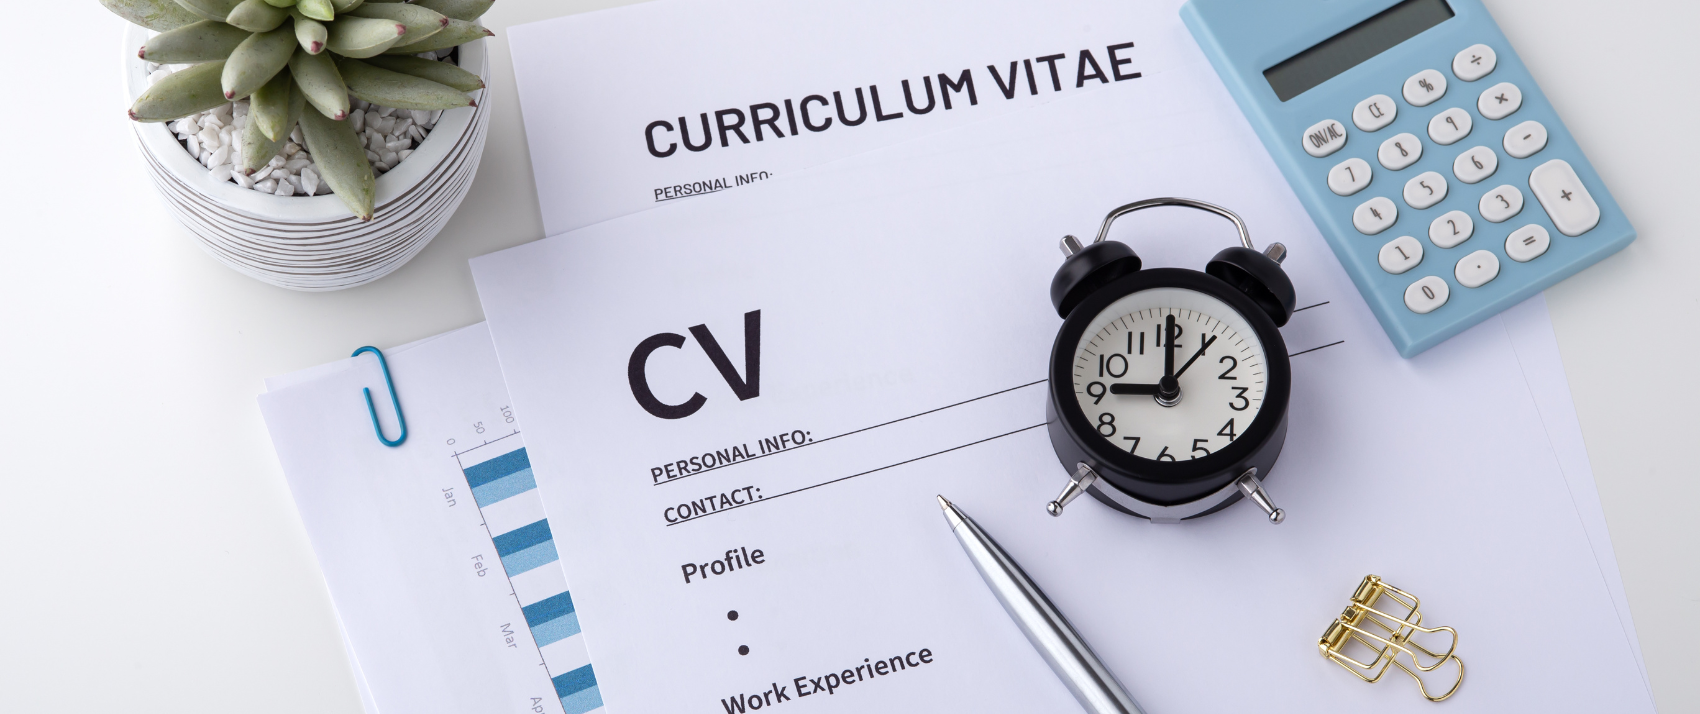 CURRICULUM VITAE
PERSONAL INFO:
CV
PERSONAL INFO:
CONTACT:
Profile
Work Experience
0 50 100
Jan
Feb
Mar
ON/AC CE % ÷
7 8 9 ×
4 5 6 -
1 2 3 +
0 . =
11 12 1
10 2
9 3
8 4
7 6 5